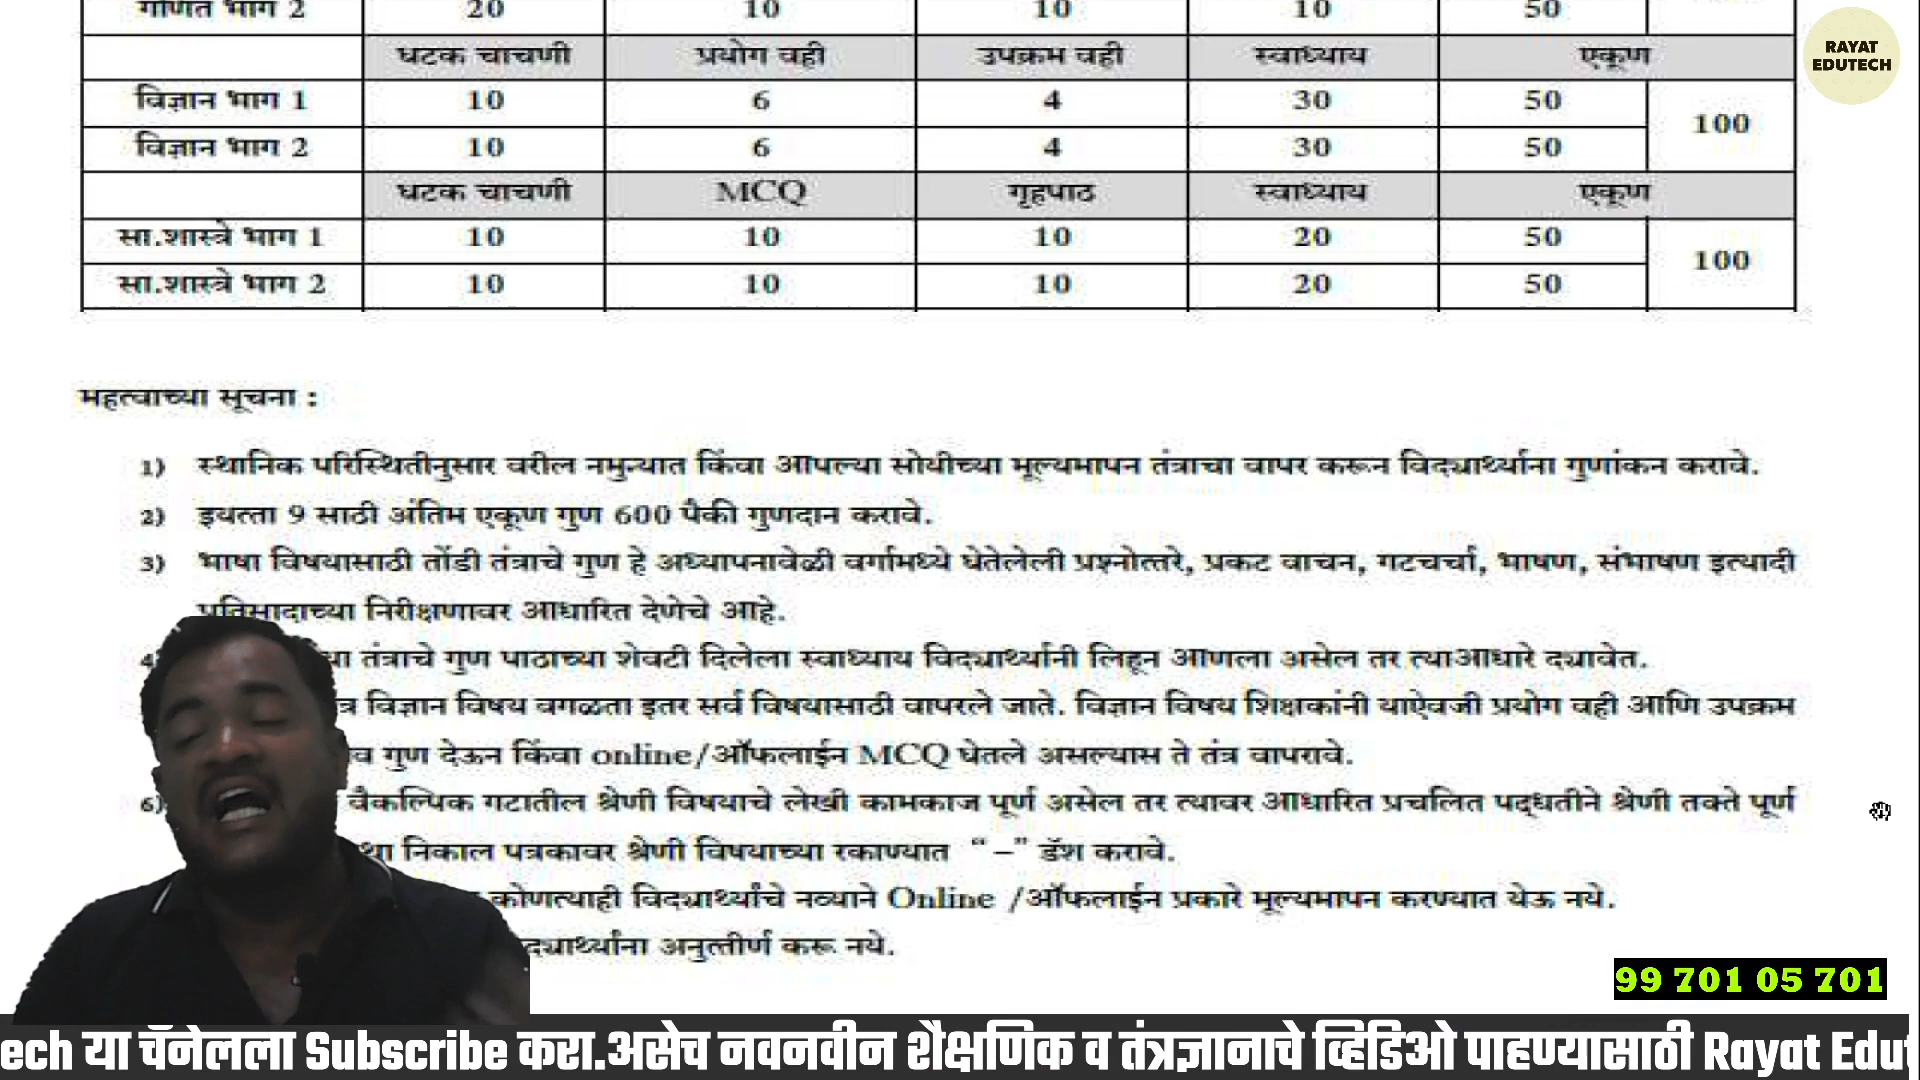 गणित भाग 2 20 10 10 10 50
घटक चाचणी प्रयोग वही उपक्रम वही स्वाध्याय एकूण
विज्ञान भाग 1 10 6 4 30 50
100
विज्ञान भाग 2 10 6 4 30 50
घटक चाचणी MCQ गृहपाठ स्वाध्याय एकूण
सा.शास्त्रे भाग 1 10 10 10 20 50
100
सा.शास्त्रे भाग 2 10 10 10 20 50
RAYAT
EDUTECH
महत्वाच्या सूचना :
1) स्थानिक परिस्थितीनुसार वरील नमुन्यात किंवा आपल्या सोयीच्या मूल्यमापन तंत्राचा वापर करून विद्यार्थ्यांना गुणांकन करावे.
2) इयत्ता 9 साठी अंतिम एकूण गुण 600 पैकी गुणदान करावे.
3) भाषा विषयासाठी तोंडी तंत्राचे गुण हे अध्यापनावेळी वर्गामध्ये घेतेलेली प्रश्नोत्तरे, प्रकट वाचन, गटचर्चा, भाषण, संभाषण इत्यादी
प्रतिसादाच्या निरीक्षणावर आधारित देणेचे आहे.
तंत्राचे गुण पाठाच्या शेवटी दिलेला स्वाध्याय विद्यार्थ्यांनी लिहून आणला असेल तर त्याआधारे द्यावेत.
विज्ञान विषय वगळता इतर सर्व विषयासाठी वापरले जाते. विज्ञान विषय शिक्षकांनी याऐवजी प्रयोग वही आणि उपक्रम
गुण देऊन किंवा online/ऑफलाईन MCQ घेतले असल्यास ते तंत्र वापरावे.
6) वैकल्पिक गटातील श्रेणी विषयाचे लेखी कामकाज पूर्ण असेल तर त्यावर आधारित प्रचलित पद्धतीने श्रेणी तक्ते पूर्ण
निकाल पत्रकावर श्रेणी विषयाच्या रकाण्यात “ –” डॅश करावे.
कोणत्याही विद्यार्थ्यांचे नव्याने Online /ऑफलाईन प्रकारे मूल्यमापन करण्यात येऊ नये.
अनुत्तीर्ण करू नये.
99 701 05 701
ech या चॅनेलला Subscribe करा.असेच नवनवीन शैक्षणिक व तंत्रज्ञानाचे व्हिडिओ पाहण्यासाठी Rayat Edut